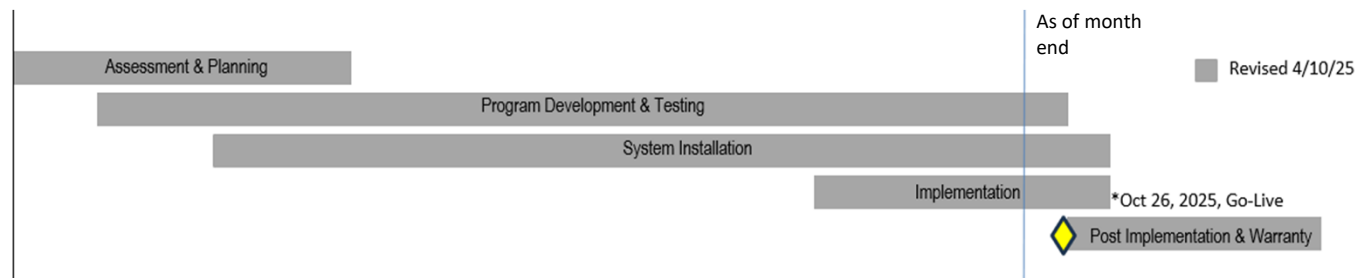 As of month
end
Assessment & Planning
Revised 4/10/25
Program Development & Testing
System Installation
Implementation
*Oct 26, 2025, Go-Live
Post Implementation & Warranty